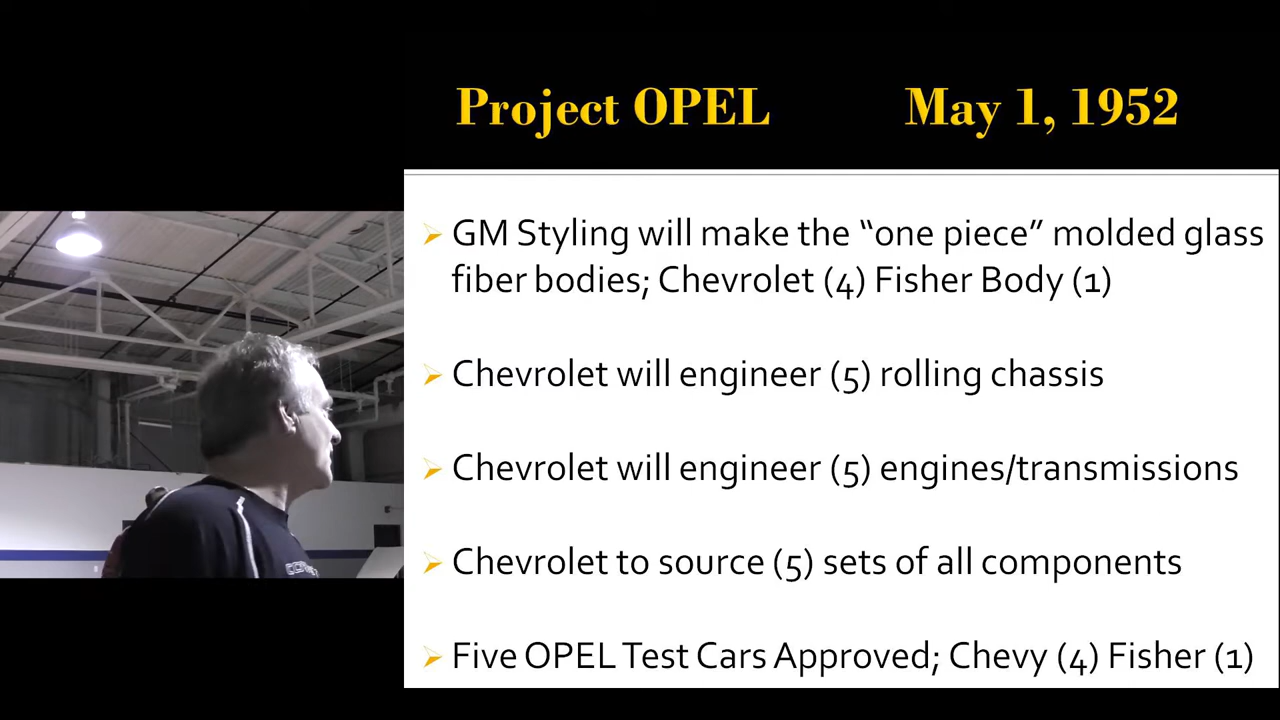 Project OPEL May 1, 1952
GM Styling will make the “one piece” molded glass
fiber bodies; Chevrolet (4) Fisher Body (1)
Chevrolet will engineer (5) rolling chassis
Chevrolet will engineer (5) engines/transmissions
Chevrolet to source (5) sets of all components
Five OPEL Test Cars Approved; Chevy (4) Fisher (1)